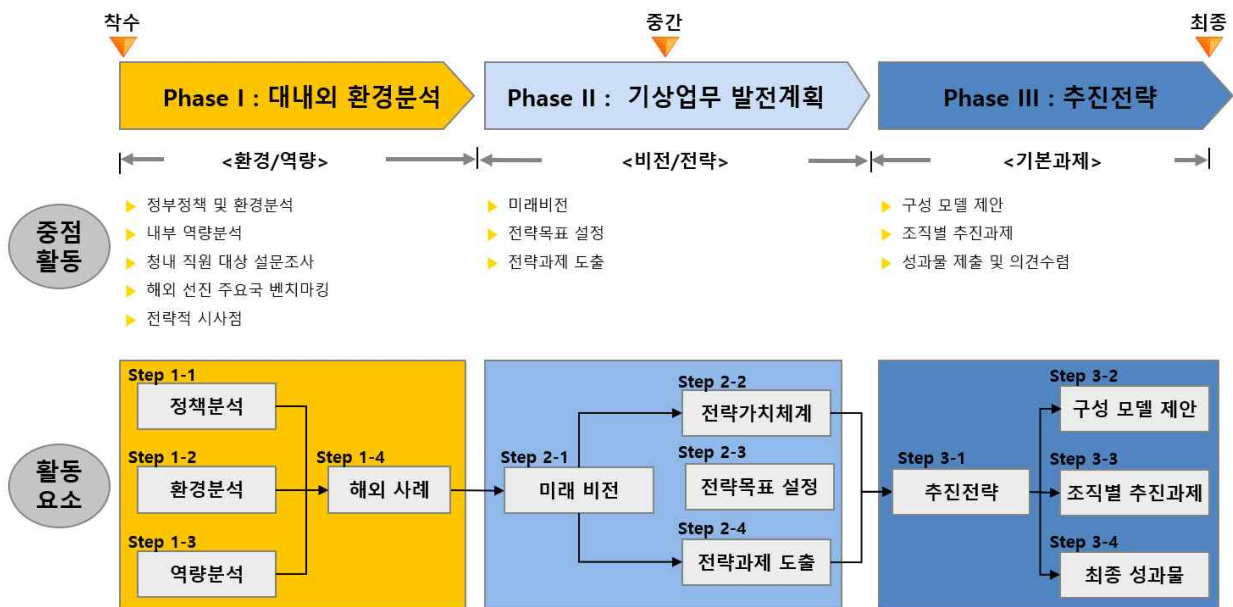 착수
중간
최종
Phase I : 대내외 환경분석
Phase II : 기상업무 발전계획
Phase III : 추진전략
<환경/역량>
<비전/전략>
<기본과제>
중점
활동
정부정책 및 환경분석
내부 역량분석
청내 직원 대상 설문조사
해외 선진 주요국 벤치마킹
전략적 시사점
미래비전
전략목표 설정
전략과제 도출
구성 모델 제안
조직별 추진과제
성과물 제출 및 의견수렴
활동
요소
Step 1-1
정책분석
Step 1-2
환경분석
Step 1-3
역량분석
Step 1-4
해외 사례
Step 2-1
미래 비전
Step 2-2
전략가치체계
Step 2-3
전략목표 설정
Step 2-4
전략과제 도출
Step 3-1
추진전략
Step 3-2
구성 모델 제안
Step 3-3
조직별 추진과제
Step 3-4
최종 성과물